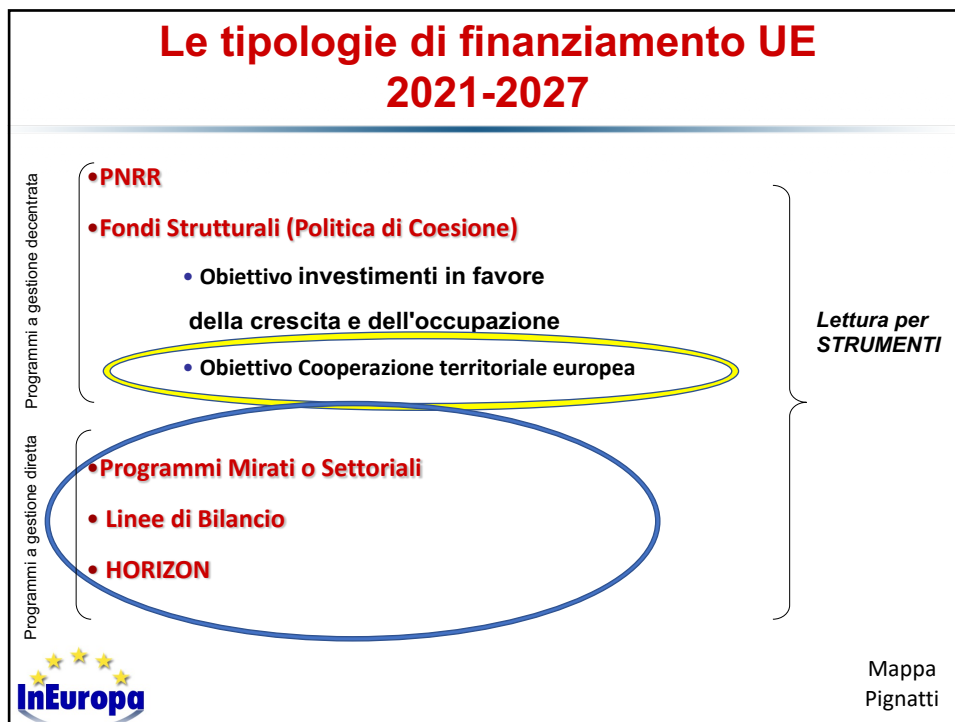 Le tipologie di finanziamento UE
2021-2027
Programmi a gestione decentrata
•PNRR
•Fondi Strutturali (Politica di Coesione)
• Obiettivo investimenti in favore
della crescita e dell'occupazione
• Obiettivo Cooperazione territoriale europea
Lettura per
STRUMENTI
Programmi a gestione diretta
•Programmi Mirati o Settoriali
• Linee di Bilancio
• HORIZON
InEuropa
Mappa
Pignatti